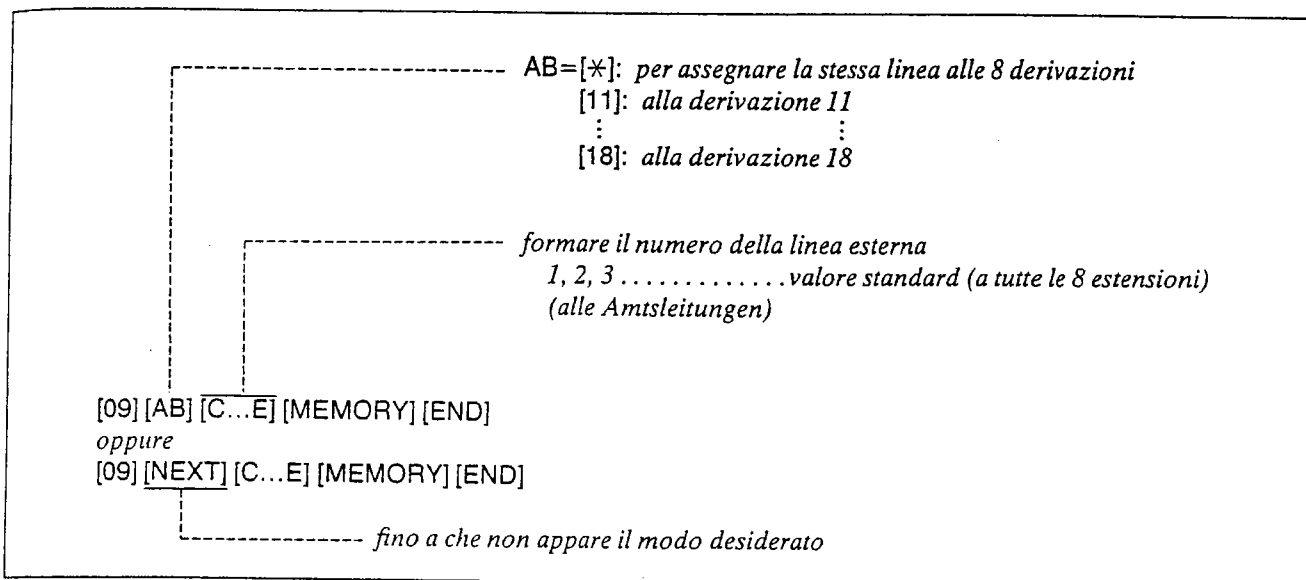 AB=[✳]: per assegnare la stessa linea alle 8 derivazioni
[11]: alla derivazione 11
⋮ ⋮
[18]: alla derivazione 18
formare il numero della linea esterna
1, 2, 3 . . . . . . . . . . . . . valore standard (a tutte le 8 estensioni)
(alle Amtsleitungen)
[09] [AB] [C...E] [MEMORY] [END]
oppure
[09] [NEXT] [C...E] [MEMORY] [END]
fino a che non appare il modo desiderato